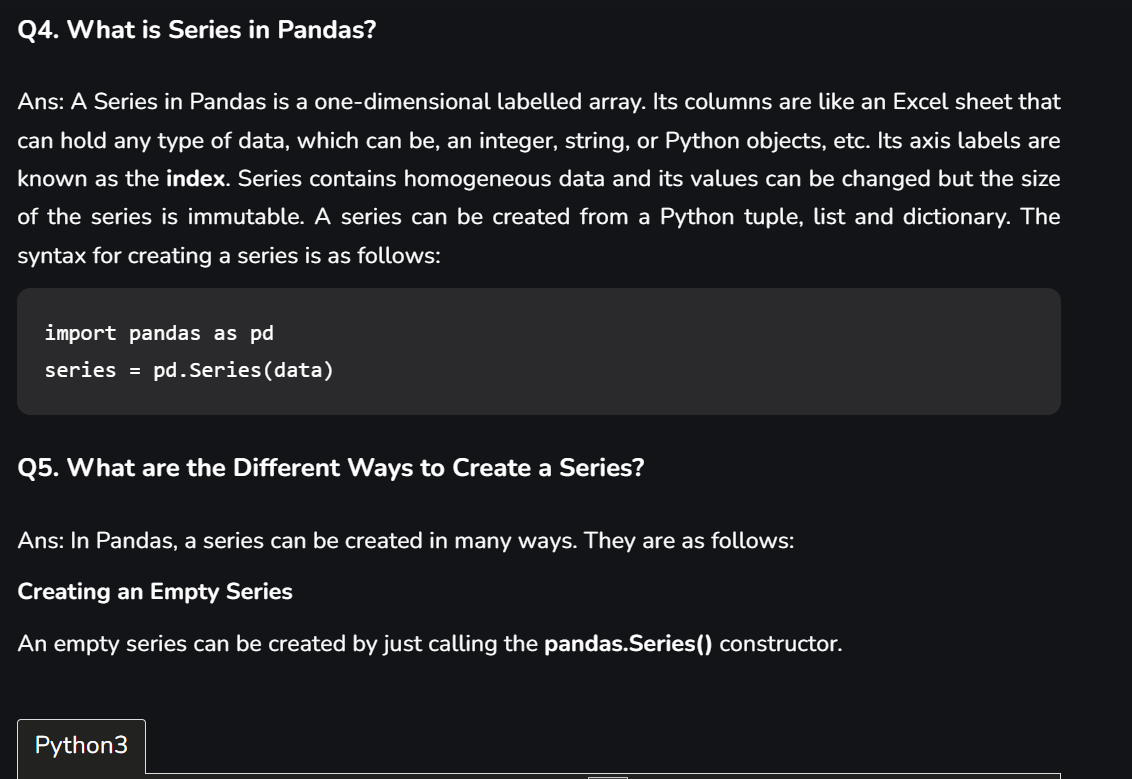 Q4. What is Series in Pandas?
Ans: A Series in Pandas is a one-dimensional labelled array. Its columns are like an Excel sheet that
can hold any type of data, which can be, an integer, string, or Python objects, etc. Its axis labels are
known as the index. Series contains homogeneous data and its values can be changed but the size
of the series is immutable. A series can be created from a Python tuple, list and dictionary. The
syntax for creating a series is as follows:
import pandas as pd
series = pd.Series(data)
Q5. What are the Different Ways to Create a Series?
Ans: In Pandas, a series can be created in many ways. They are as follows:
Creating an Empty Series
An empty series can be created by just calling the pandas.Series() constructor.
Python3